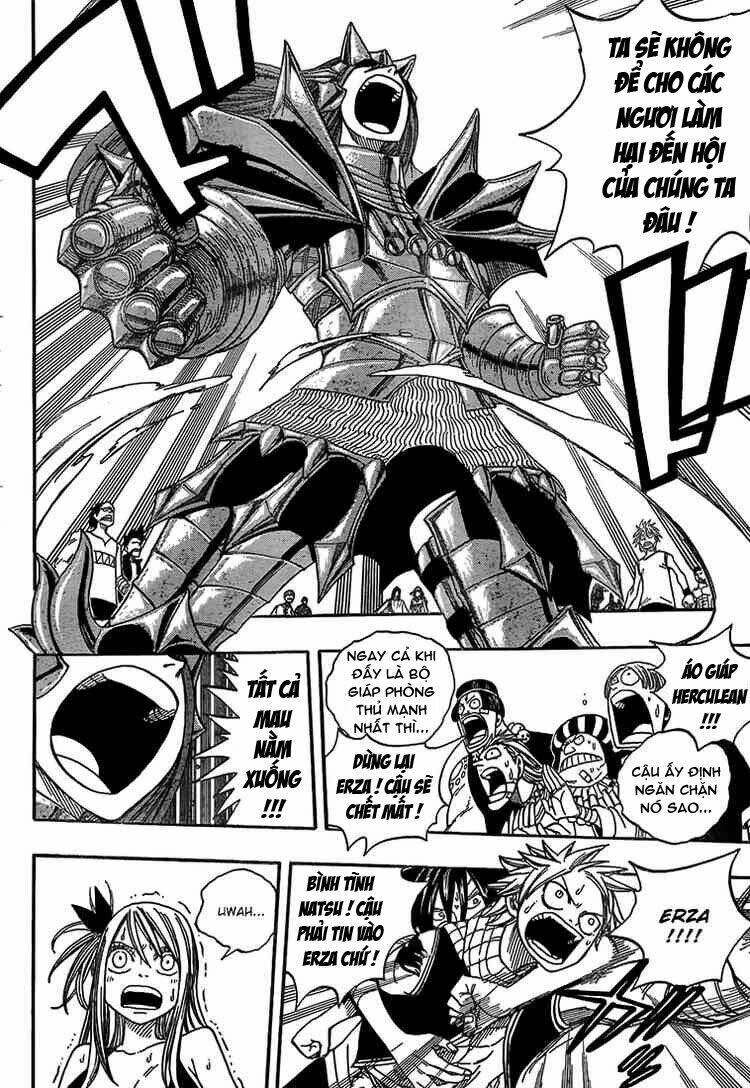 TA SẼ KHÔNG
ĐỂ CHO CÁC
NGƯƠI LÀM
HẠI ĐẾN HỘI
CỦA CHÚNG TA
ĐÂU !
ÁO GIÁP
HERCULEAN
!!!
NGAY CẢ KHI
ĐẤY LÀ BỘ
GIÁP PHÒNG
THỦ MẠNH
NHẤT THÌ...
CÂU ẤY ĐỊNH
NGĂN CHẶN
NÓ SAO...
DỪNG LẠI
ERZA ! CẬU SẼ
CHẾT MẤT !
TẤT CẢ
MAU
NẰM
XUỐNG
!!!
ERZA
!!!!
BÌNH TĨNH
NATSU ! CẬU
PHẢI TIN VÀO
ERZA CHỨ !
UWAH...